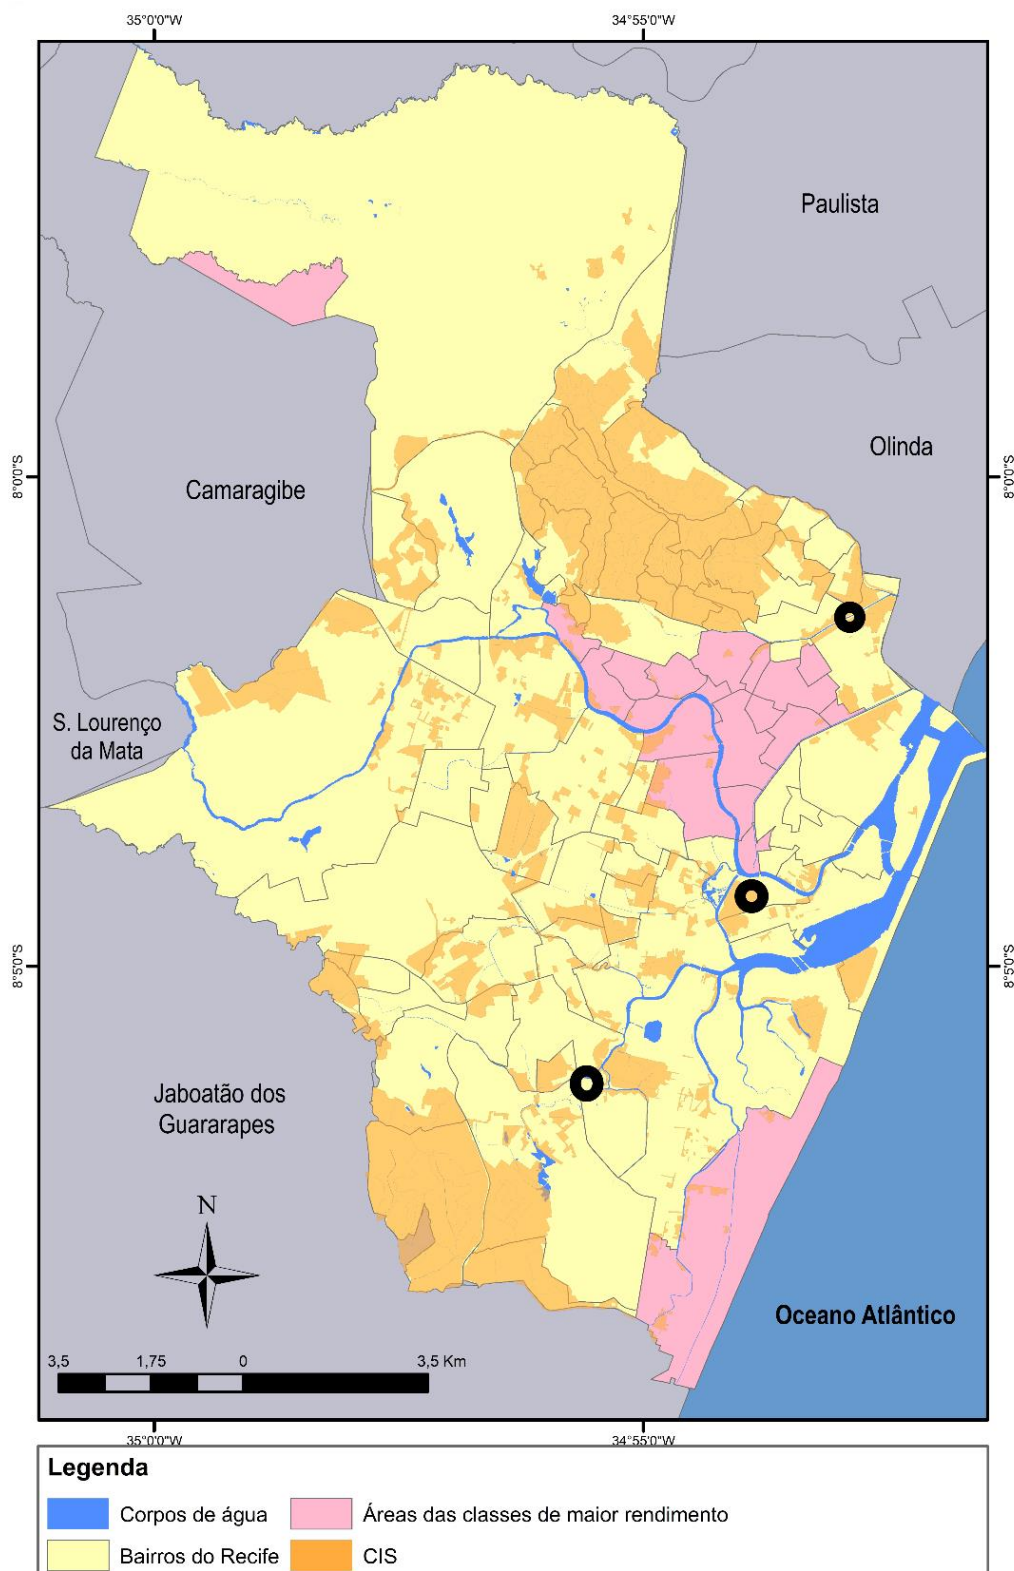 35°0'0"W
34°55'0"W
Paulista
Olinda
8°0'0"S
8°0'0"S
Camaragibe
S. Lourenço
da Mata
8°5'0"S
8°5'0"S
Jaboatão dos
Guararapes
N
Oceano Atlântico
3,5
1,75
0
3,5 Km
35°0'0"W
34°55'0"W
Legenda
Corpos de água
Áreas das classes de maior rendimento
Bairros do Recife
CIS